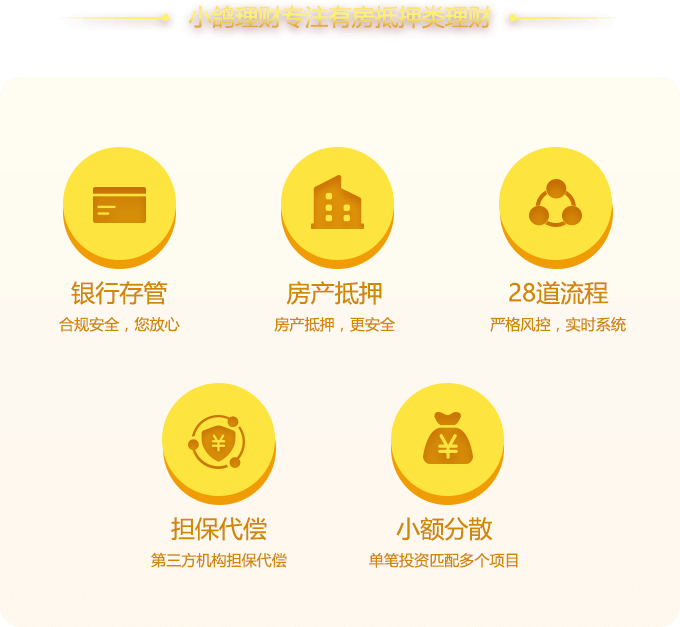 小鸽理财专注有房抵押类理财
银行存管
房产抵押
28道流程
合规安全，您放心
房产抵押，更安全
严格风控，实时系统
担保代偿
小额分散
第三方机构担保代偿
单笔投资匹配多个项目